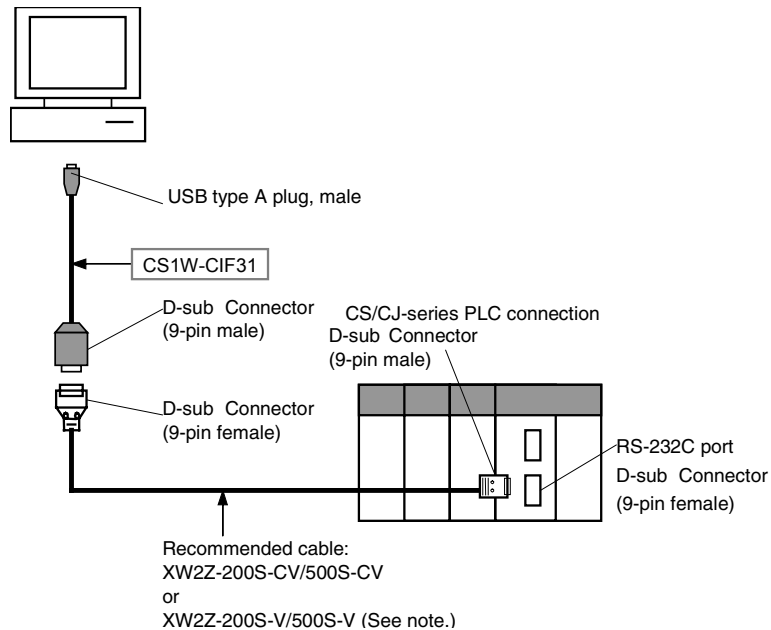 USB type A plug, male
CS1W-CIF31
D-sub Connector
(9-pin male)
CS/CJ-series PLC connection
D-sub Connector
(9-pin male)
D-sub Connector
(9-pin female)
RS-232C port
D-sub Connector
(9-pin female)
Recommended cable:
XW2Z-200S-CV/500S-CV
or
XW2Z-200S-V/500S-V (See note.)